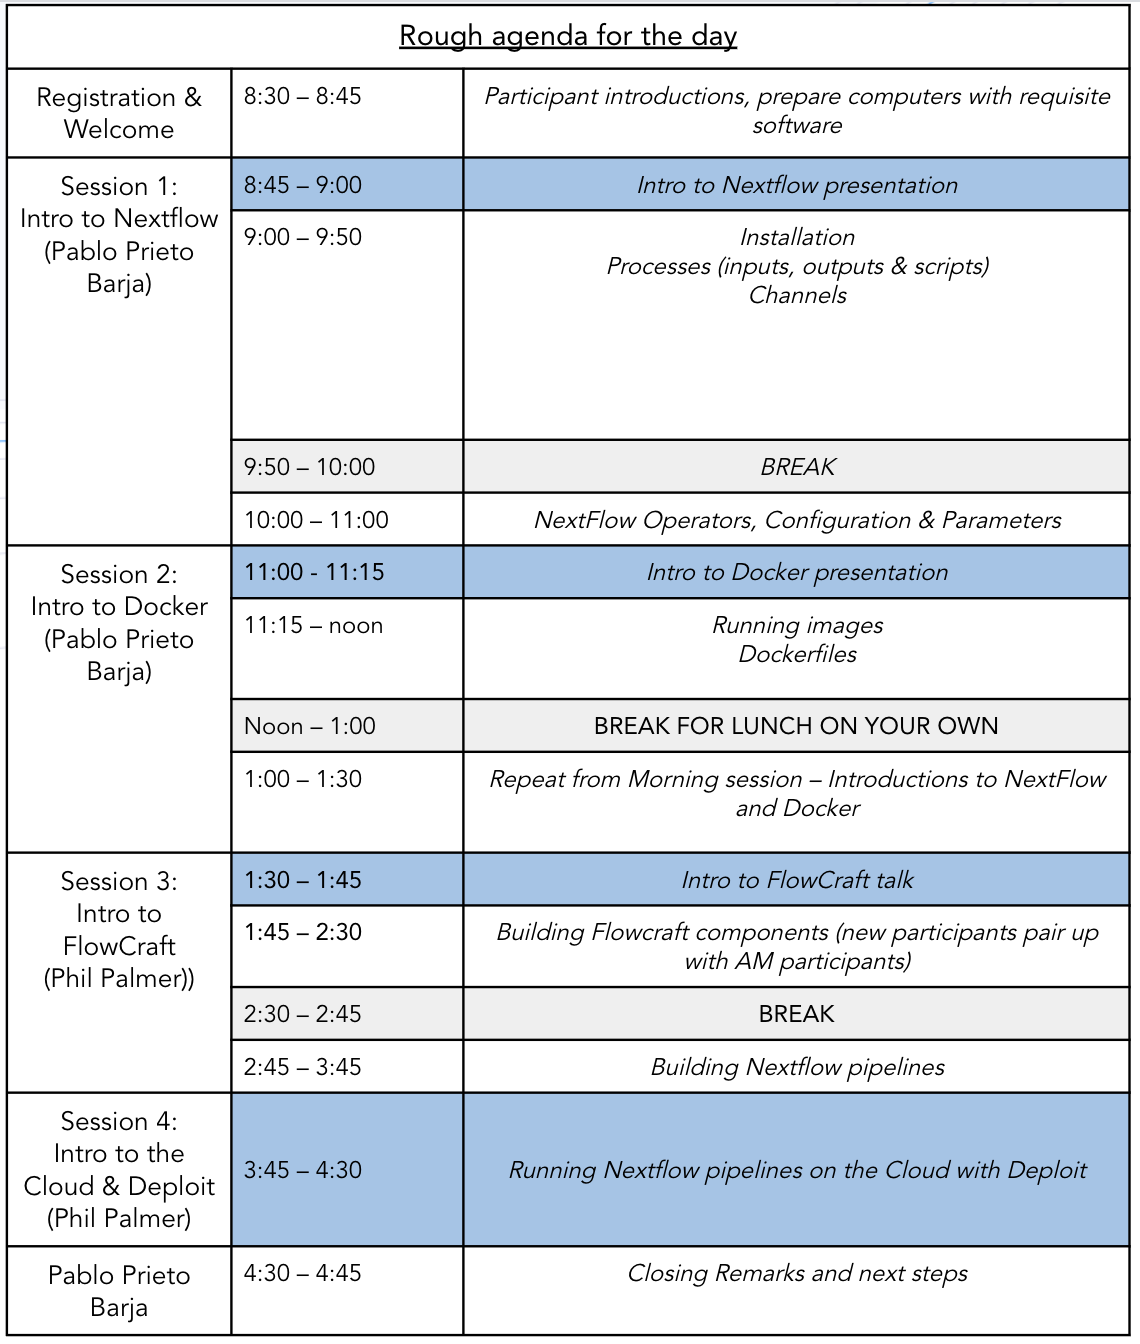 Rough agenda for the day
Registration &
Welcome
8:30 – 8:45
Participant introductions, prepare computers with requisite
software
Session 1:
Intro to Nextflow
(Pablo Prieto
Barja)
8:45 – 9:00
Intro to Nextflow presentation
9:00 – 9:50
Installation
Processes (inputs, outputs & scripts)
Channels
9:50 – 10:00
BREAK
10:00 – 11:00
NextFlow Operators, Configuration & Parameters
Session 2:
Intro to Docker
(Pablo Prieto
Barja)
11:00 - 11:15
Intro to Docker presentation
11:15 – noon
Running images
Dockerfiles
Noon – 1:00
BREAK FOR LUNCH ON YOUR OWN
1:00 – 1:30
Repeat from Morning session – Introductions to NextFlow
and Docker
Session 3:
Intro to
FlowCraft
(Phil Palmer))
1:30 – 1:45
Intro to FlowCraft talk
1:45 – 2:30
Building Flowcraft components (new participants pair up
with AM participants)
2:30 – 2:45
BREAK
2:45 – 3:45
Building Nextflow pipelines
Session 4:
Intro to the
Cloud & Deploit
(Phil Palmer)
3:45 – 4:30
Running Nextflow pipelines on the Cloud with Deploit
Pablo Prieto
Barja
4:30 – 4:45
Closing Remarks and next steps